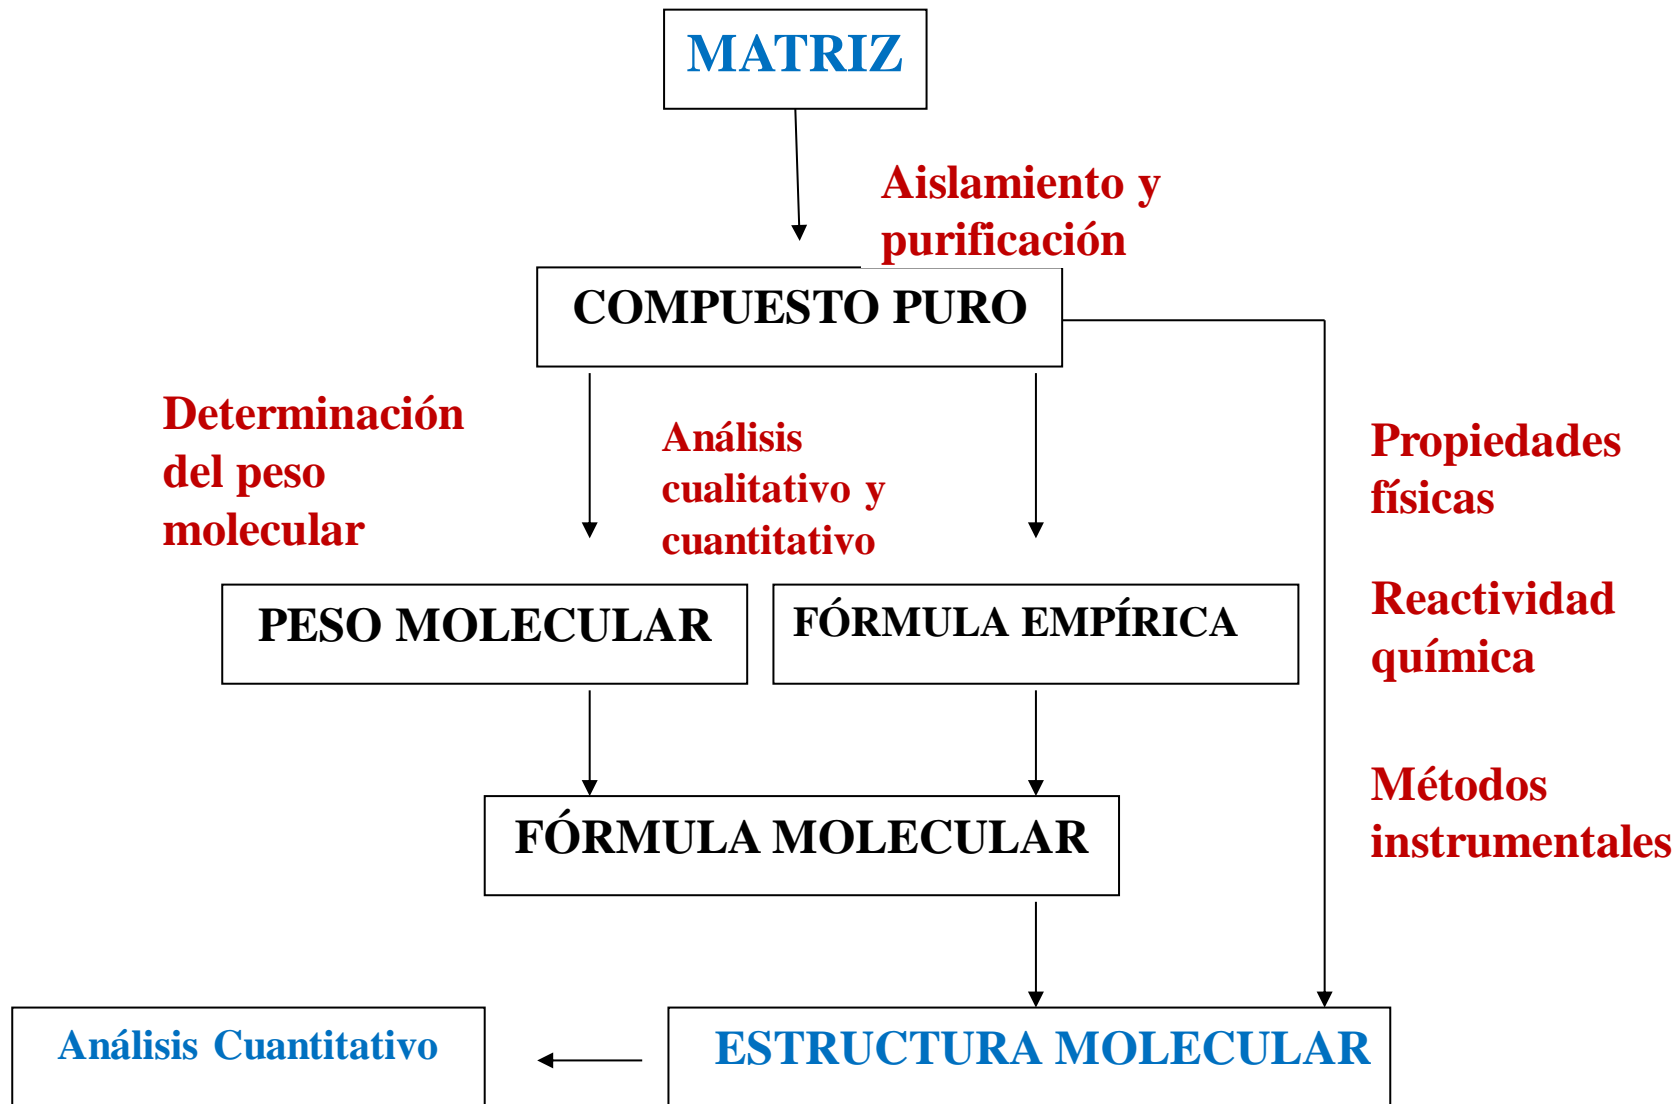 MATRIZ
Aislamiento y
purificación
COMPUESTO PURO
Determinación
del peso
molecular
Análisis
cualitativo y
cuantitativo
Propiedades
físicas
Reactividad
química
Métodos
instrumentales
PESO MOLECULAR
FÓRMULA EMPÍRICA
FÓRMULA MOLECULAR
Análisis Cuantitativo
ESTRUCTURA MOLECULAR